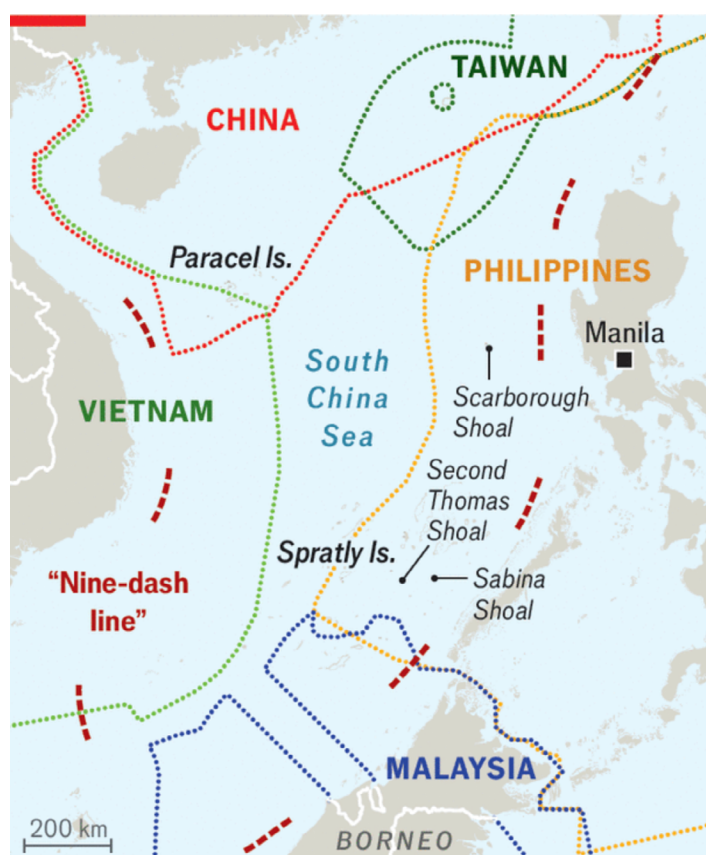 TAIWAN
CHINA
Paracel Is.
PHILIPPINES
Manila
South
China
Sea
Scarborough
Shoal
VIETNAM
Second
Thomas
Shoal
Spratly Is.
Sabina
Shoal
“Nine-dash
line”
MALAYSIA
200 km
BORNEO